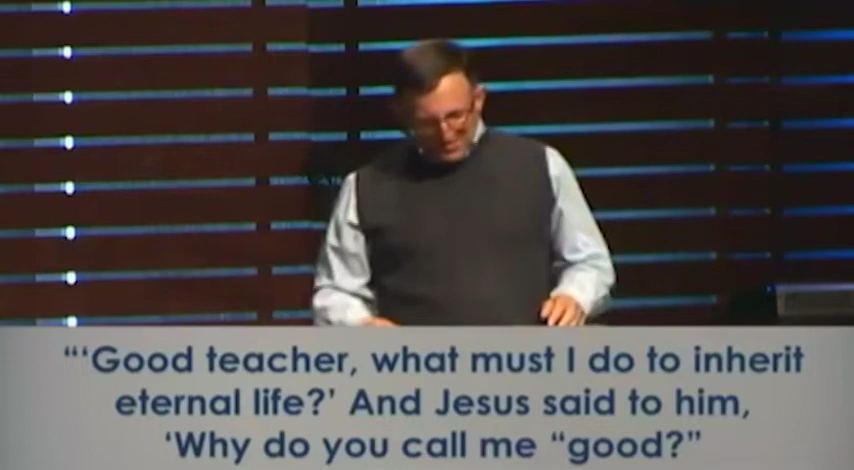 “‘Good teacher, what must I do to inherit
eternal life?’ And Jesus said to him,
‘Why do you call me “good?”